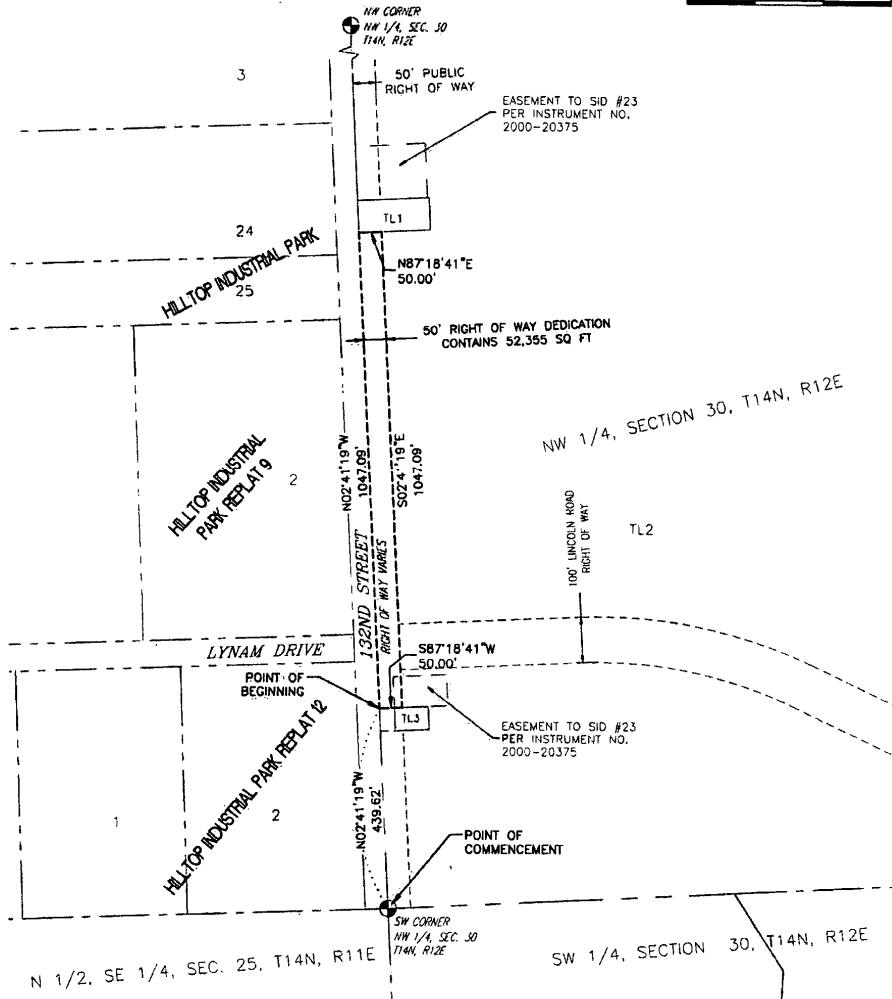 NW CORNER
NW 1/4, SEC. 30
T14N, R12E
3
50' PUBLIC
RIGHT OF WAY
EASEMENT TO SID #23
PER INSTRUMENT NO.
2000-20375
TL1
24
HILLTOP INDUSTRIAL PARK
25
N87°18'41"E
50.00'
50' RIGHT OF WAY DEDICATION
CONTAINS 52,355 SQ FT
NW 1/4, SECTION 30, T14N, R12E
HILLTOP INDUSTRIAL
PARK REPLAT 9
2
N02°41'19"W
1047.09'
1047.09'
132ND STREET
RIGHT OF WAY VARIES
100' LINCOLN ROAD
RIGHT OF WAY
TL2
LYNAM DRIVE
S87°18'41"W
50.00'
POINT OF
BEGINNING
TL3
EASEMENT TO SID #23
PER INSTRUMENT NO.
2000-20375
HILLTOP INDUSTRIAL PARK REPLAT 12
1
2
N02°41'19"W
439.62'
POINT OF
COMMENCEMENT
SW CORNER
NW 1/4, SEC. 30
T14N, R12E
N 1/2, SE 1/4, SEC. 25, T14N, R11E
SW 1/4, SECTION 30, T14N, R12E